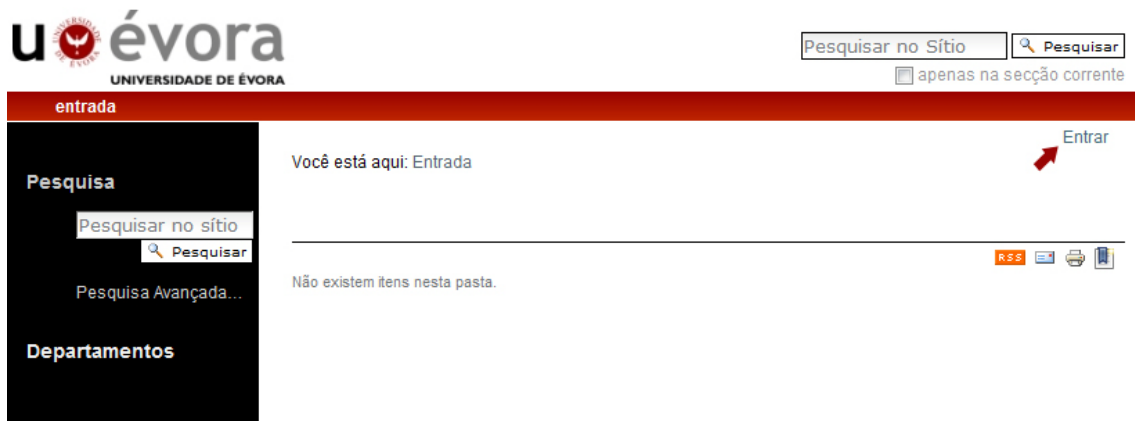 u évora
UNIVERSIDADE DE ÉVORA
Pesquisar no Sítio
Pesquisar
apenas na secção corrente
entrada
Entrar
Você está aqui: Entrada
Pesquisa
Pesquisar no sítio
Pesquisar
Pesquisa Avançada...
Departamentos
RSS
Não existem itens nesta pasta.